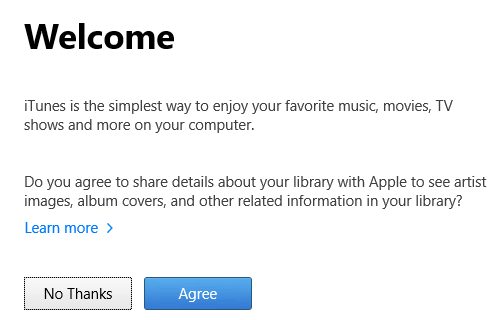 Welcome
iTunes is the simplest way to enjoy your favorite music, movies, TV
shows and more on your computer.
Do you agree to share details about your library with Apple to see artist
images, album covers, and other related information in your library?
Learn more >
No Thanks
Agree